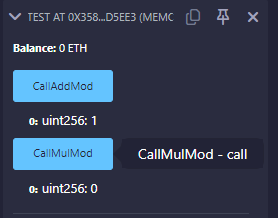 TEST AT 0X358...D5EE3 (MEMC
Balance: 0 ETH
CallAddMod
0: uint256: 1
CallMulMod
CallMulMod - call
0: uint256: 0